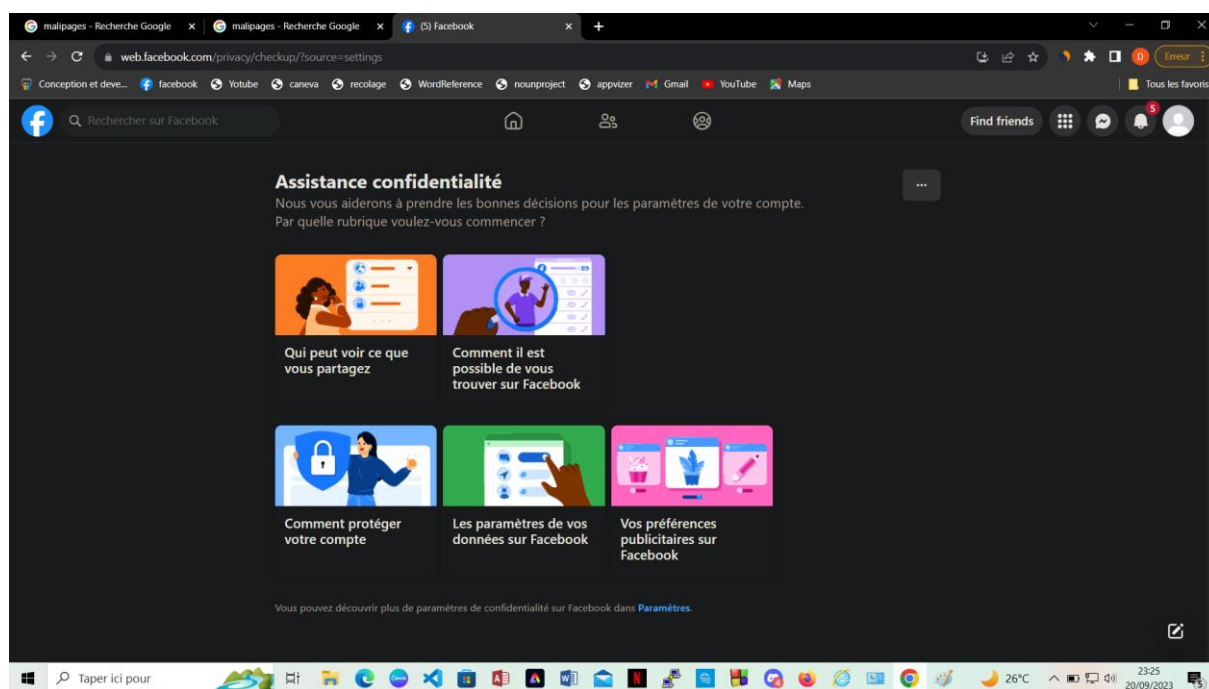 malipages - Recherche Google
malipages - Recherche Google
(5) Facebook
web.facebook.com/privacy/checkup/?source=settings
D
Erreur
Conception et deve...
facebook
Yotube
caneva
recolage
WordReference
nounproject
appvizer
Gmail
YouTube
Maps
Tous les favoris
Rechercher sur Facebook
Find friends
5
Assistance confidentialité
Nous vous aiderons à prendre les bonnes décisions pour les paramètres de votre compte.
Par quelle rubrique voulez-vous commencer ?
Qui peut voir ce que
vous partagez
Comment il est
possible de vous
trouver sur Facebook
Comment protéger
votre compte
Les paramètres de vos
données sur Facebook
Vos préférences
publicitaires sur
Facebook
Vous pouvez découvrir plus de paramètres de confidentialité sur Facebook dans Paramètres.
Taper ici pour
26°C
23:25
20/09/2023
5